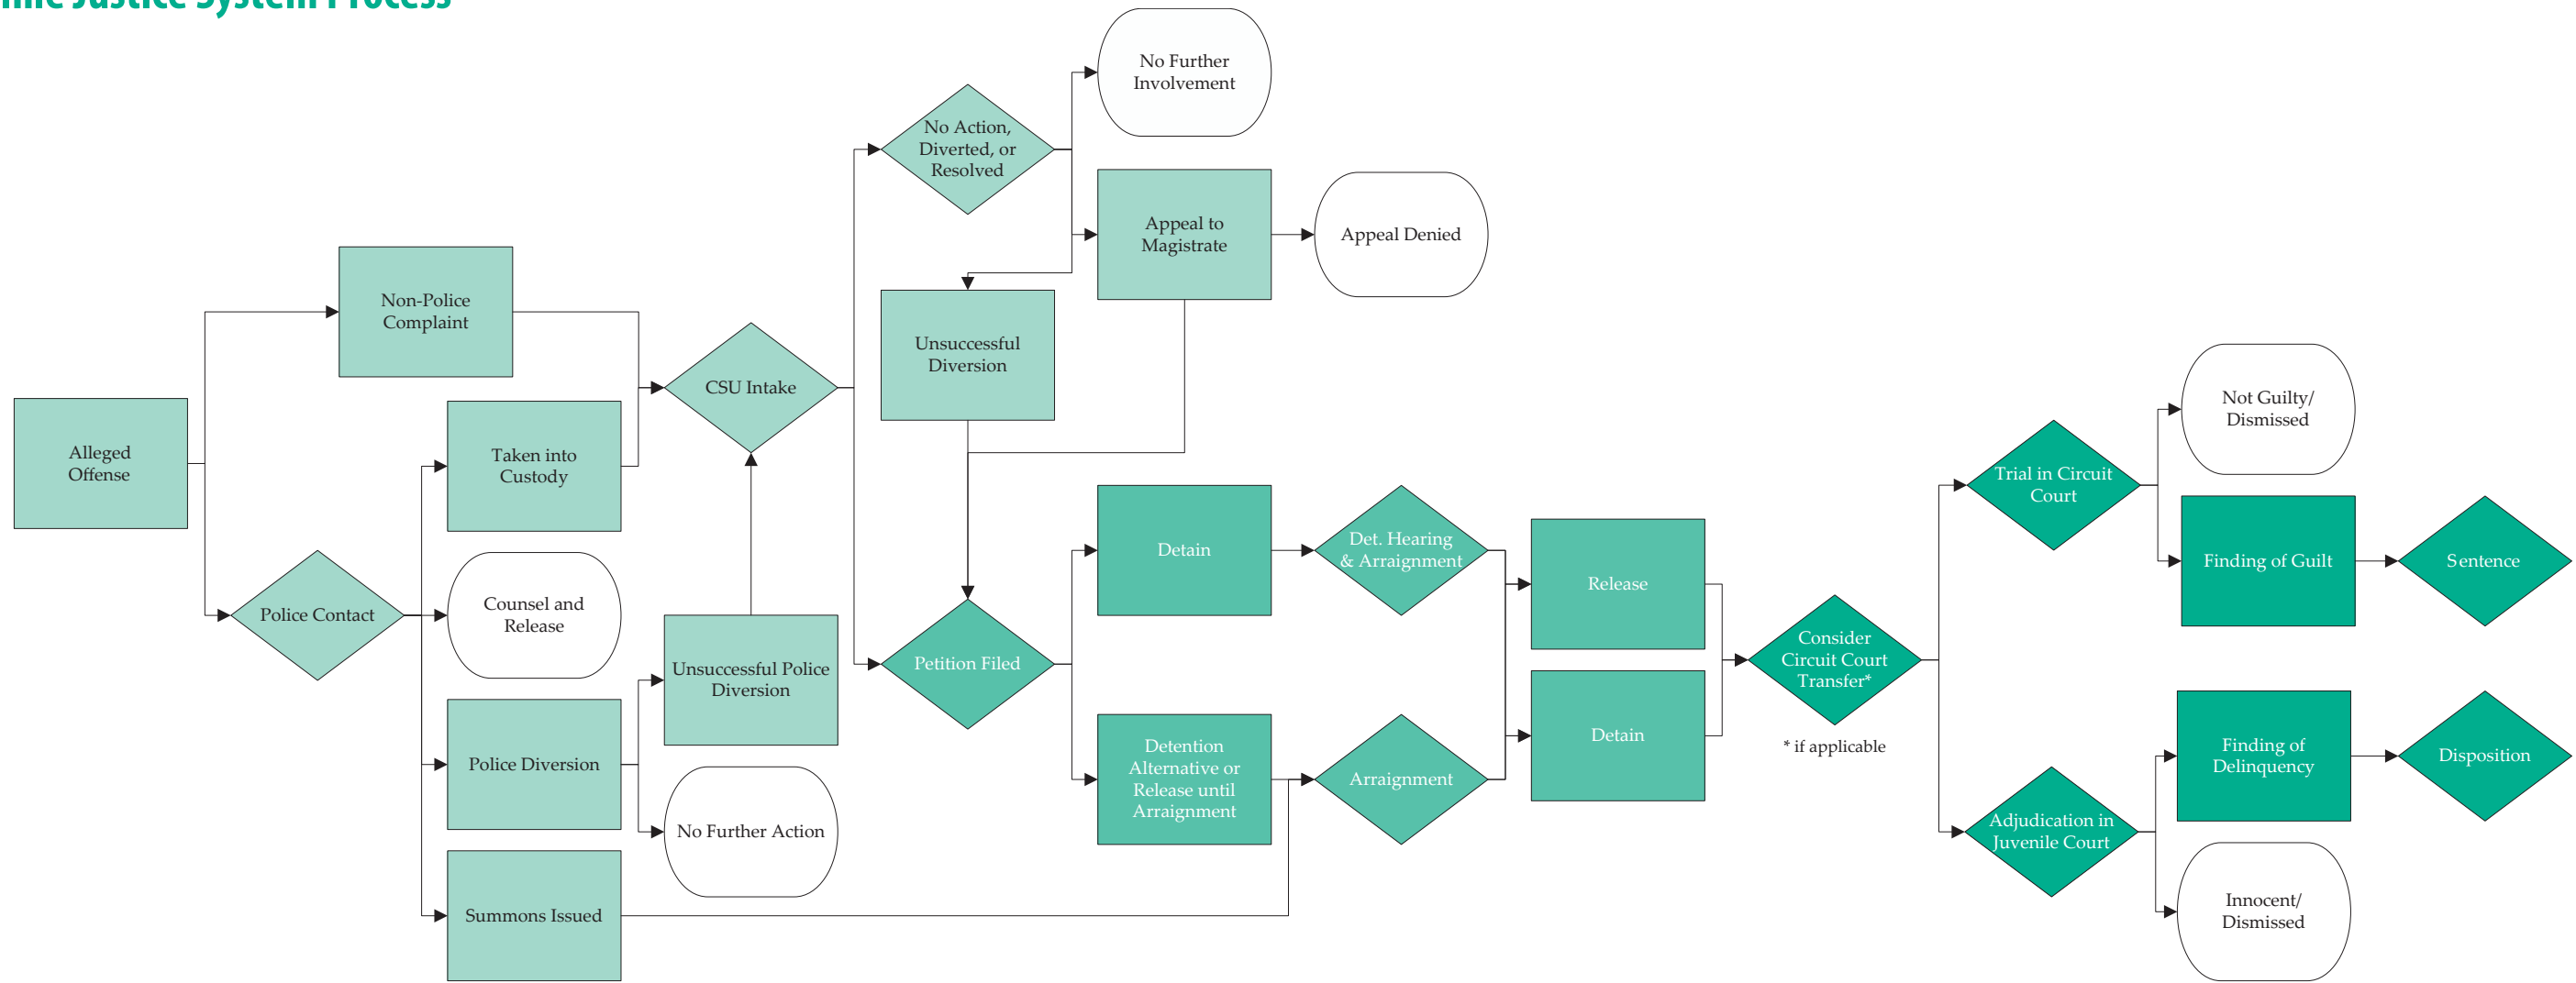 Justice System Process
No Further
Involvement
No Action,
Diverted, or
Resolved
Appeal to
Magistrate
Appeal Denied
Non-Police
Complaint
Unsuccessful
Diversion
CSU Intake
Alleged
Offense
Taken into
Custody
Police Contact
Counsel and
Release
Unsuccessful Police
Diversion
Police Diversion
No Further Action
Summons Issued
Petition Filed
Detain
Det. Hearing
& Arraignment
Detention
Alternative or
Release until
Arraignment
Arraignment
Release
Detain
Consider
Circuit Court
Transfer*
* if applicable
Trial in Circuit
Court
Not Guilty/
Dismissed
Finding of Guilt
Sentence
Adjudication in
Juvenile Court
Finding of
Delinquency
Disposition
Innocent/
Dismissed